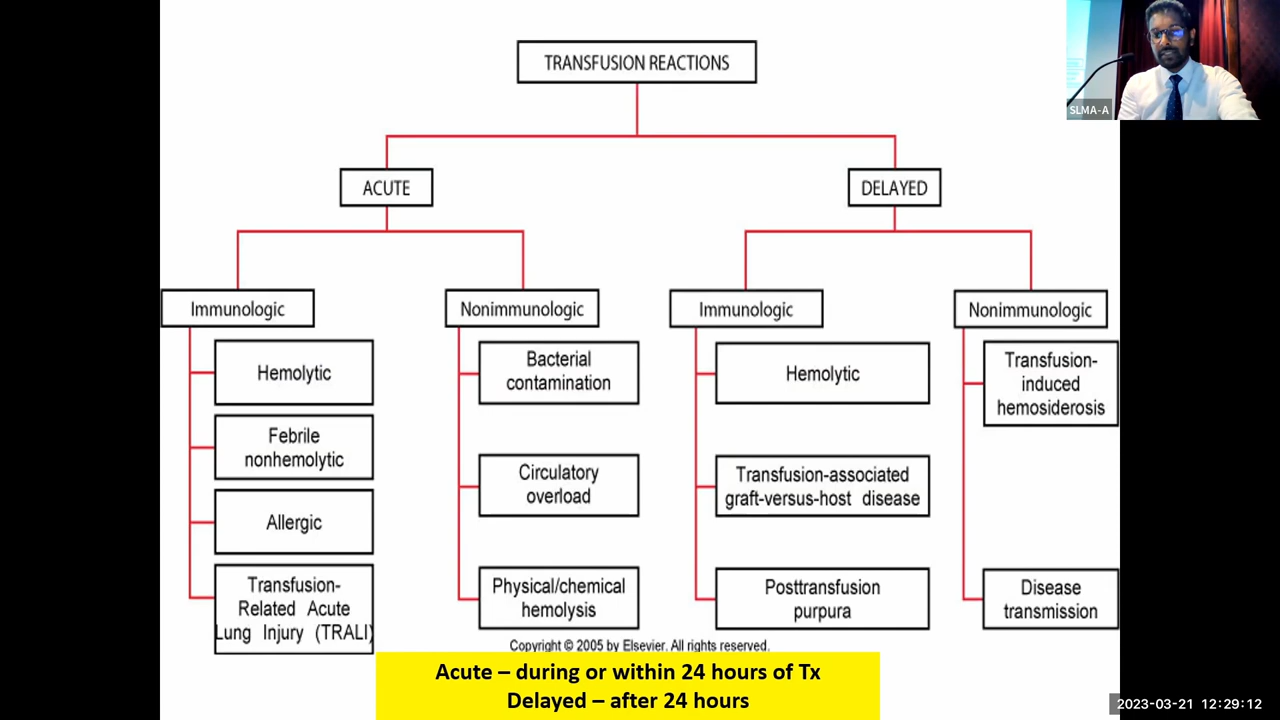 TRANSFUSION REACTIONS
SLMA-A
ACUTE
DELAYED
Immunologic
Nonimmunologic
Immunologic
Nonimmunologic
Hemolytic
Febrile
nonhemolytic
Allergic
Transfusion-
Related Acute
Lung Injury (TRALI)
Bacterial
contamination
Circulatory
overload
Physical/chemical
hemolysis
Hemolytic
Transfusion-associated
graft-versus-host disease
Posttransfusion
purpura
Transfusion-
induced
hemosiderosis
Disease
transmission
Copyright © 2005 by Elsevier. All rights reserved.
Acute – during or within 24 hours of Tx
Delayed – after 24 hours
2023-03-21 12:29:12